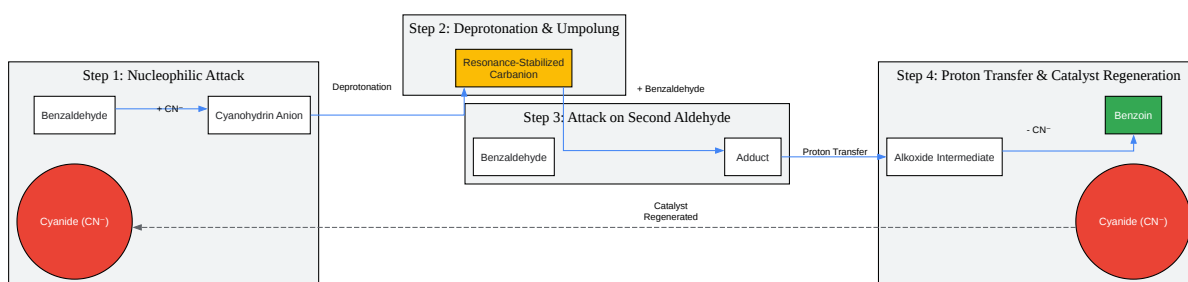 Step 1: Nucleophilic Attack
Benzaldehyde
+ CN⁻
Cyanohydrin Anion
Cyanide (CN⁻)
Deprotonation
Step 2: Deprotonation & Umpolung
Resonance-Stabilized
Carbanion
+ Benzaldehyde
Step 3: Attack on Second Aldehyde
Benzaldehyde
Adduct
Proton Transfer
Step 4: Proton Transfer & Catalyst Regeneration
Alkoxide Intermediate
- CN⁻
Benzoin
Cyanide (CN⁻)
Catalyst
Regenerated